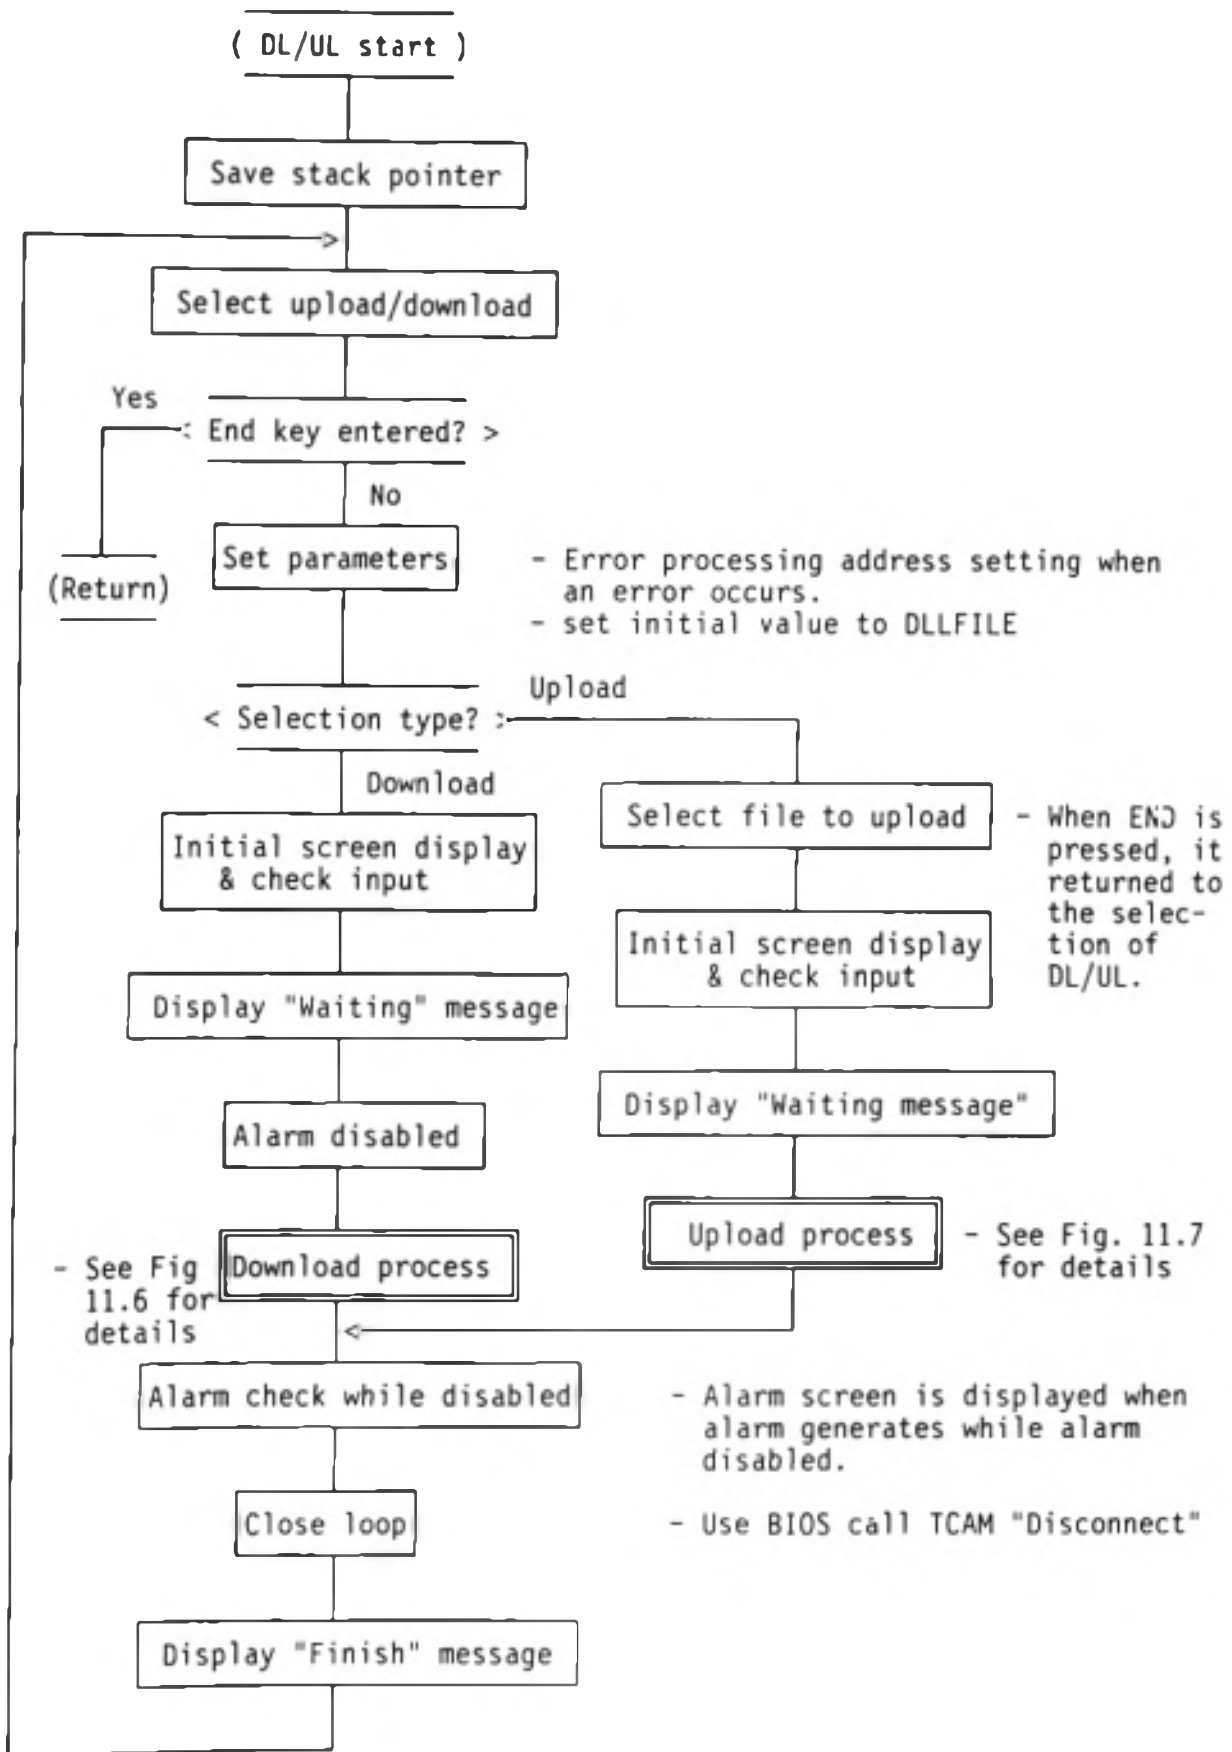 ( DL/UL start )
Save stack pointer
Select upload/download
Yes
< End key entered? >
No
Set parameters
(Return)
- Error processing address setting when
an error occurs.
- set initial value to DLLFILE
Upload
< Selection type? >
Download
Initial screen display
& check input
Display "Waiting" message
Alarm disabled
- See Fig
11.6 for
details
Download process
Select file to upload
- When END is
pressed, it
returned to
the selec-
tion of
DL/UL.
Initial screen display
& check input
Display "Waiting message"
Upload process
- See Fig. 11.7
for details
Alarm check while disabled
- Alarm screen is displayed when
alarm generates while alarm
disabled.
Close loop
- Use BIOS call TCAM "Disconnect"
Display "Finish" message